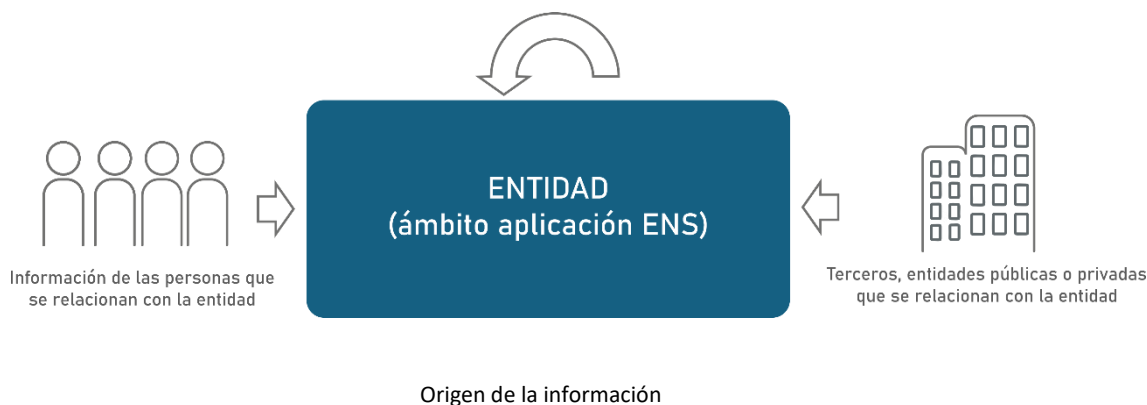 ENTIDAD
(ámbito aplicación ENS)
Información de las personas que
se relacionan con la entidad
Terceros, entidades públicas o privadas
que se relacionan con la entidad
Origen de la información